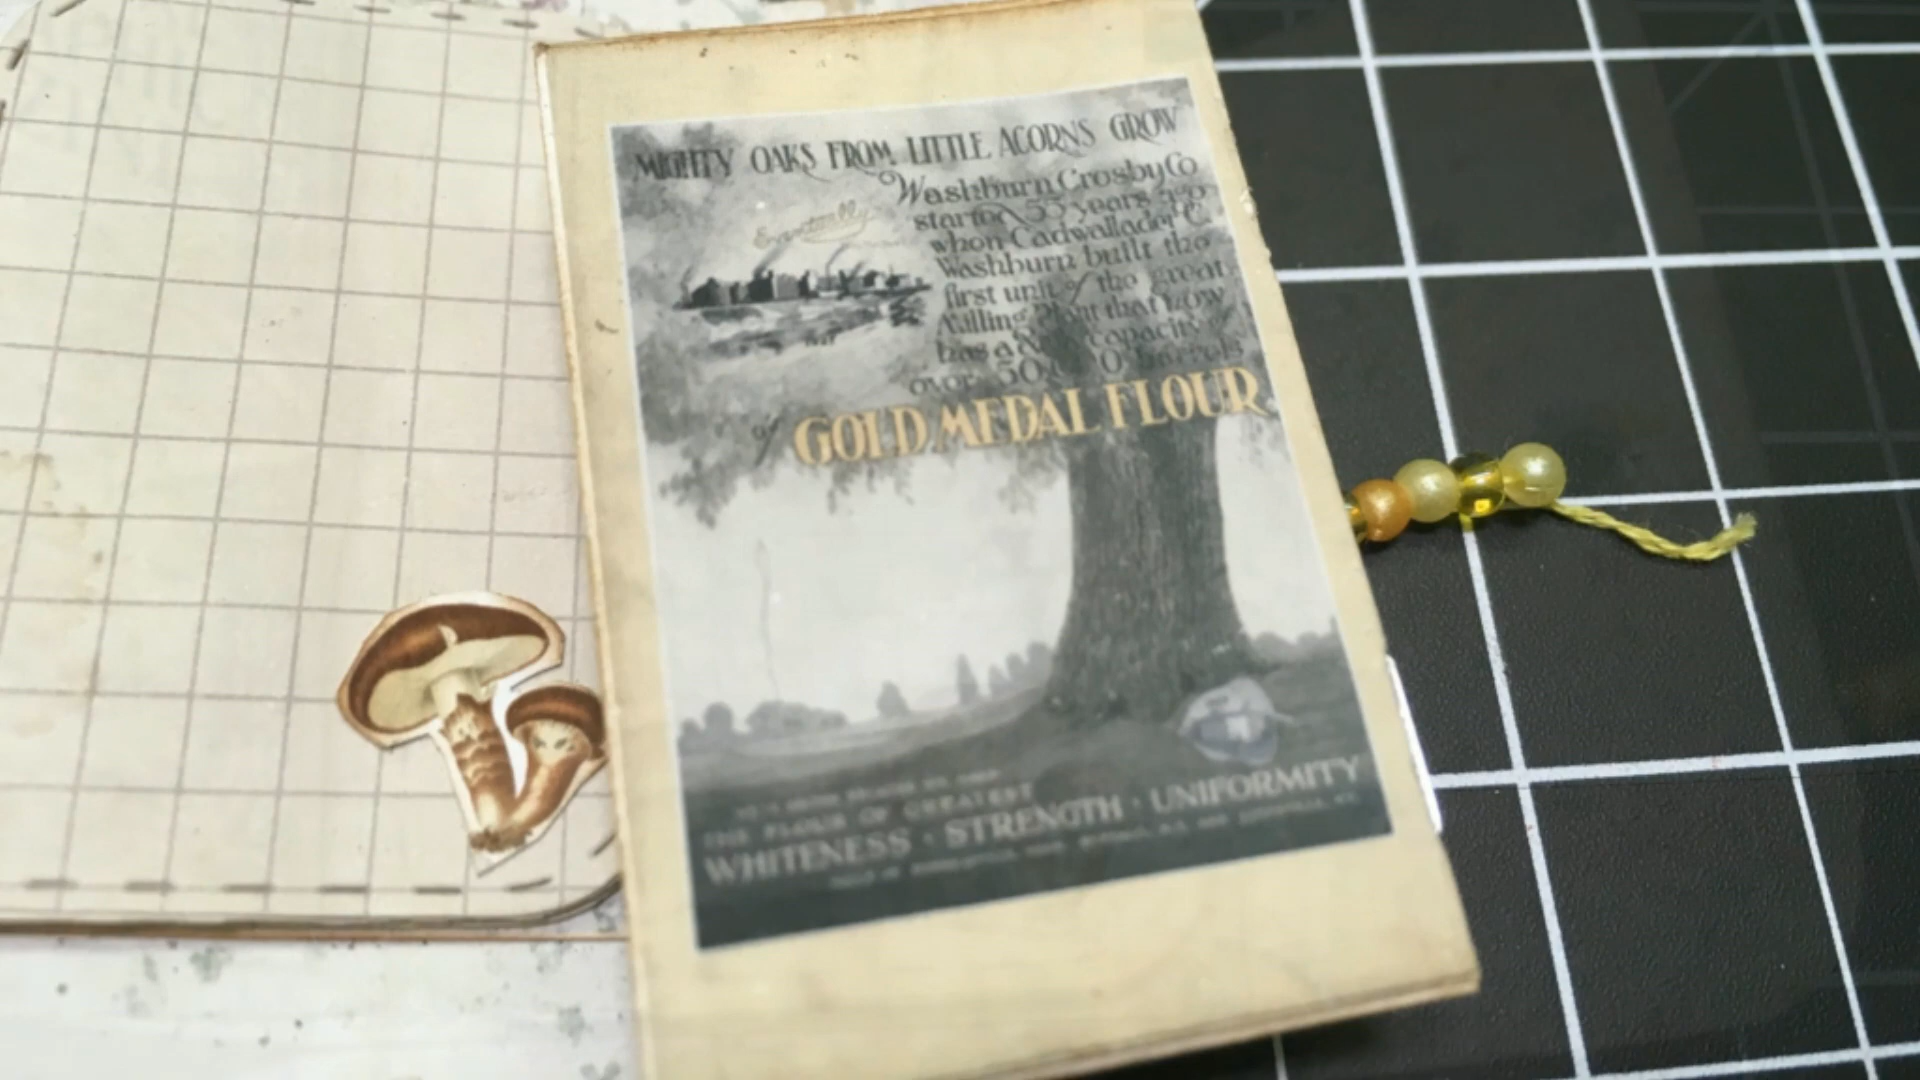 MIGHTY OAKS FROM LITTLE ACORNS GROW
Washburn Crosby Co
started 55 years ago
when Cadwallader C
Washburn built the
Eventually
first unit of the great
Milling Plant that now
has a capacity of
over barrels
of GOLD MEDAL FLOUR
THE FLOUR OF GREATEST
WHITENESS · STRENGTH · UNIFORMITY